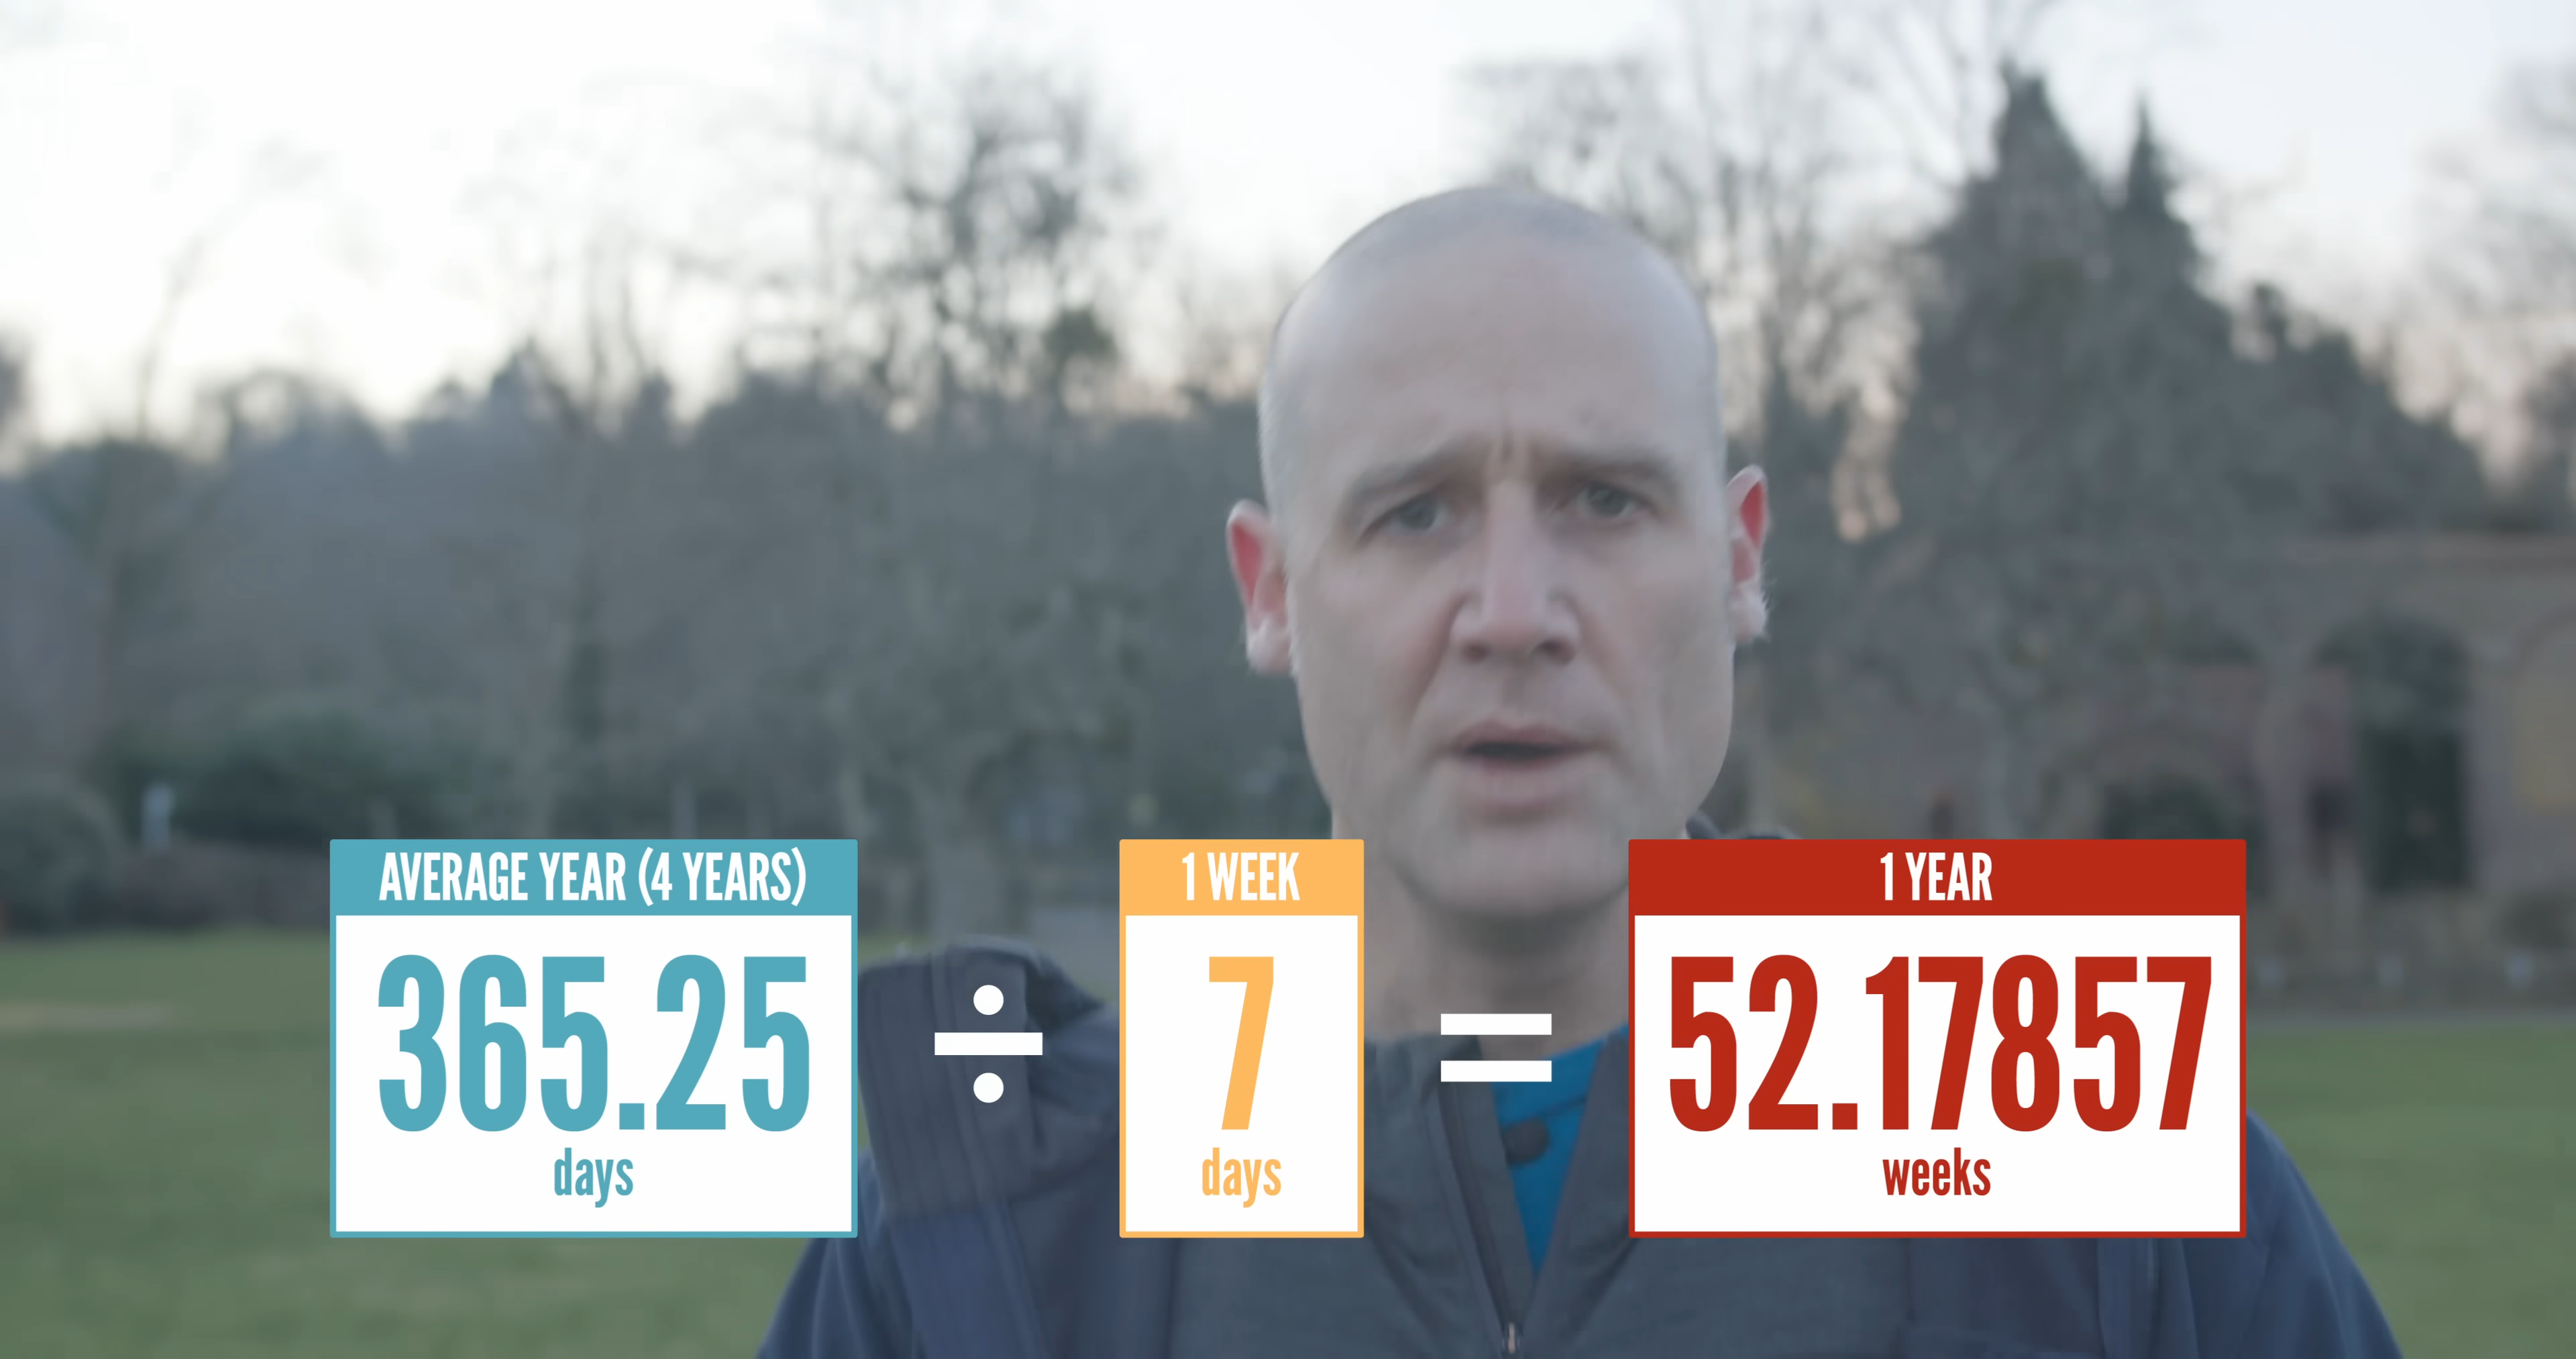 AVERAGE YEAR (4 YEARS)
365.25
days
÷
1 WEEK
7
days
=
1 YEAR
52.17857
weeks